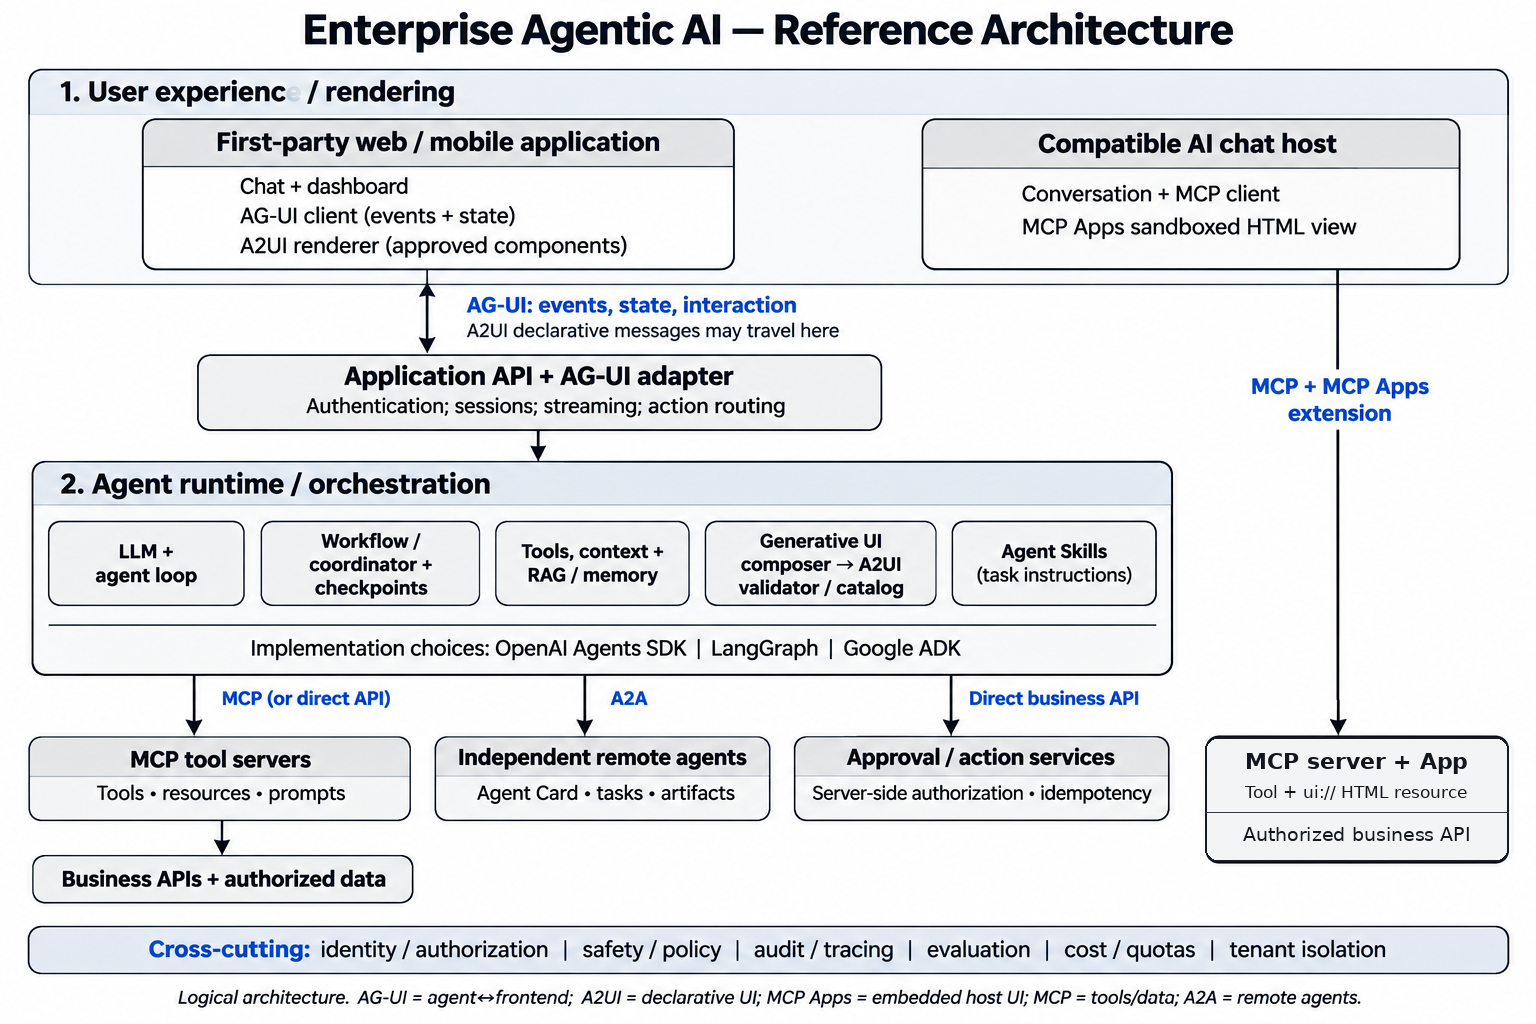 Enterprise Agentic AI — Reference Architecture
1. User experience / rendering
First-party web / mobile application
Chat + dashboard
AG-UI client (events + state)
A2UI renderer (approved components)
Compatible AI chat host
Conversation + MCP client
MCP Apps sandboxed HTML view
AG-UI: events, state, interaction
A2UI declarative messages may travel here
Application API + AG-UI adapter
Authentication; sessions; streaming; action routing
MCP + MCP Apps
extension
2. Agent runtime / orchestration
LLM +
agent loop
Workflow /
coordinator +
checkpoints
Tools, context +
RAG / memory
Generative UI
composer → A2UI
validator / catalog
Agent Skills
(task instructions)
Implementation choices: OpenAI Agents SDK | LangGraph | Google ADK
MCP (or direct API)
A2A
Direct business API
MCP tool servers
Tools • resources • prompts
Independent remote agents
Agent Card • tasks • artifacts
Approval / action services
Server-side authorization • idempotency
MCP server + App
Tool + ui:// HTML resource
Authorized business API
Business APIs + authorized data
Cross-cutting: identity / authorization | safety / policy | audit / tracing | evaluation | cost / quotas | tenant isolation
Logical architecture. AG-UI = agent↔frontend; A2UI = declarative UI; MCP Apps = embedded host UI; MCP = tools/data; A2A = remote agents.